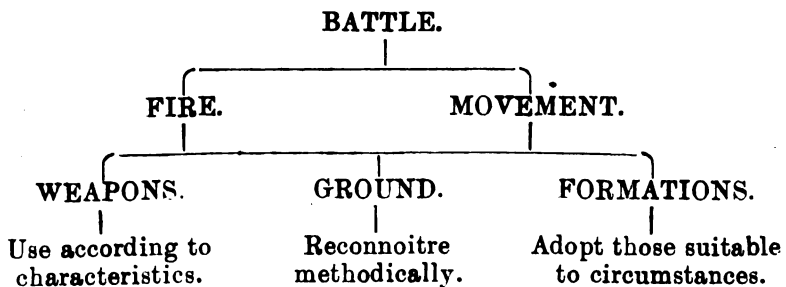 BATTLE.
FIRE. MOVEMENT.
WEAPONS. GROUND. FORMATIONS.
Use according to characteristics.
Reconnoitre methodically.
Adopt those suitable to circumstances.